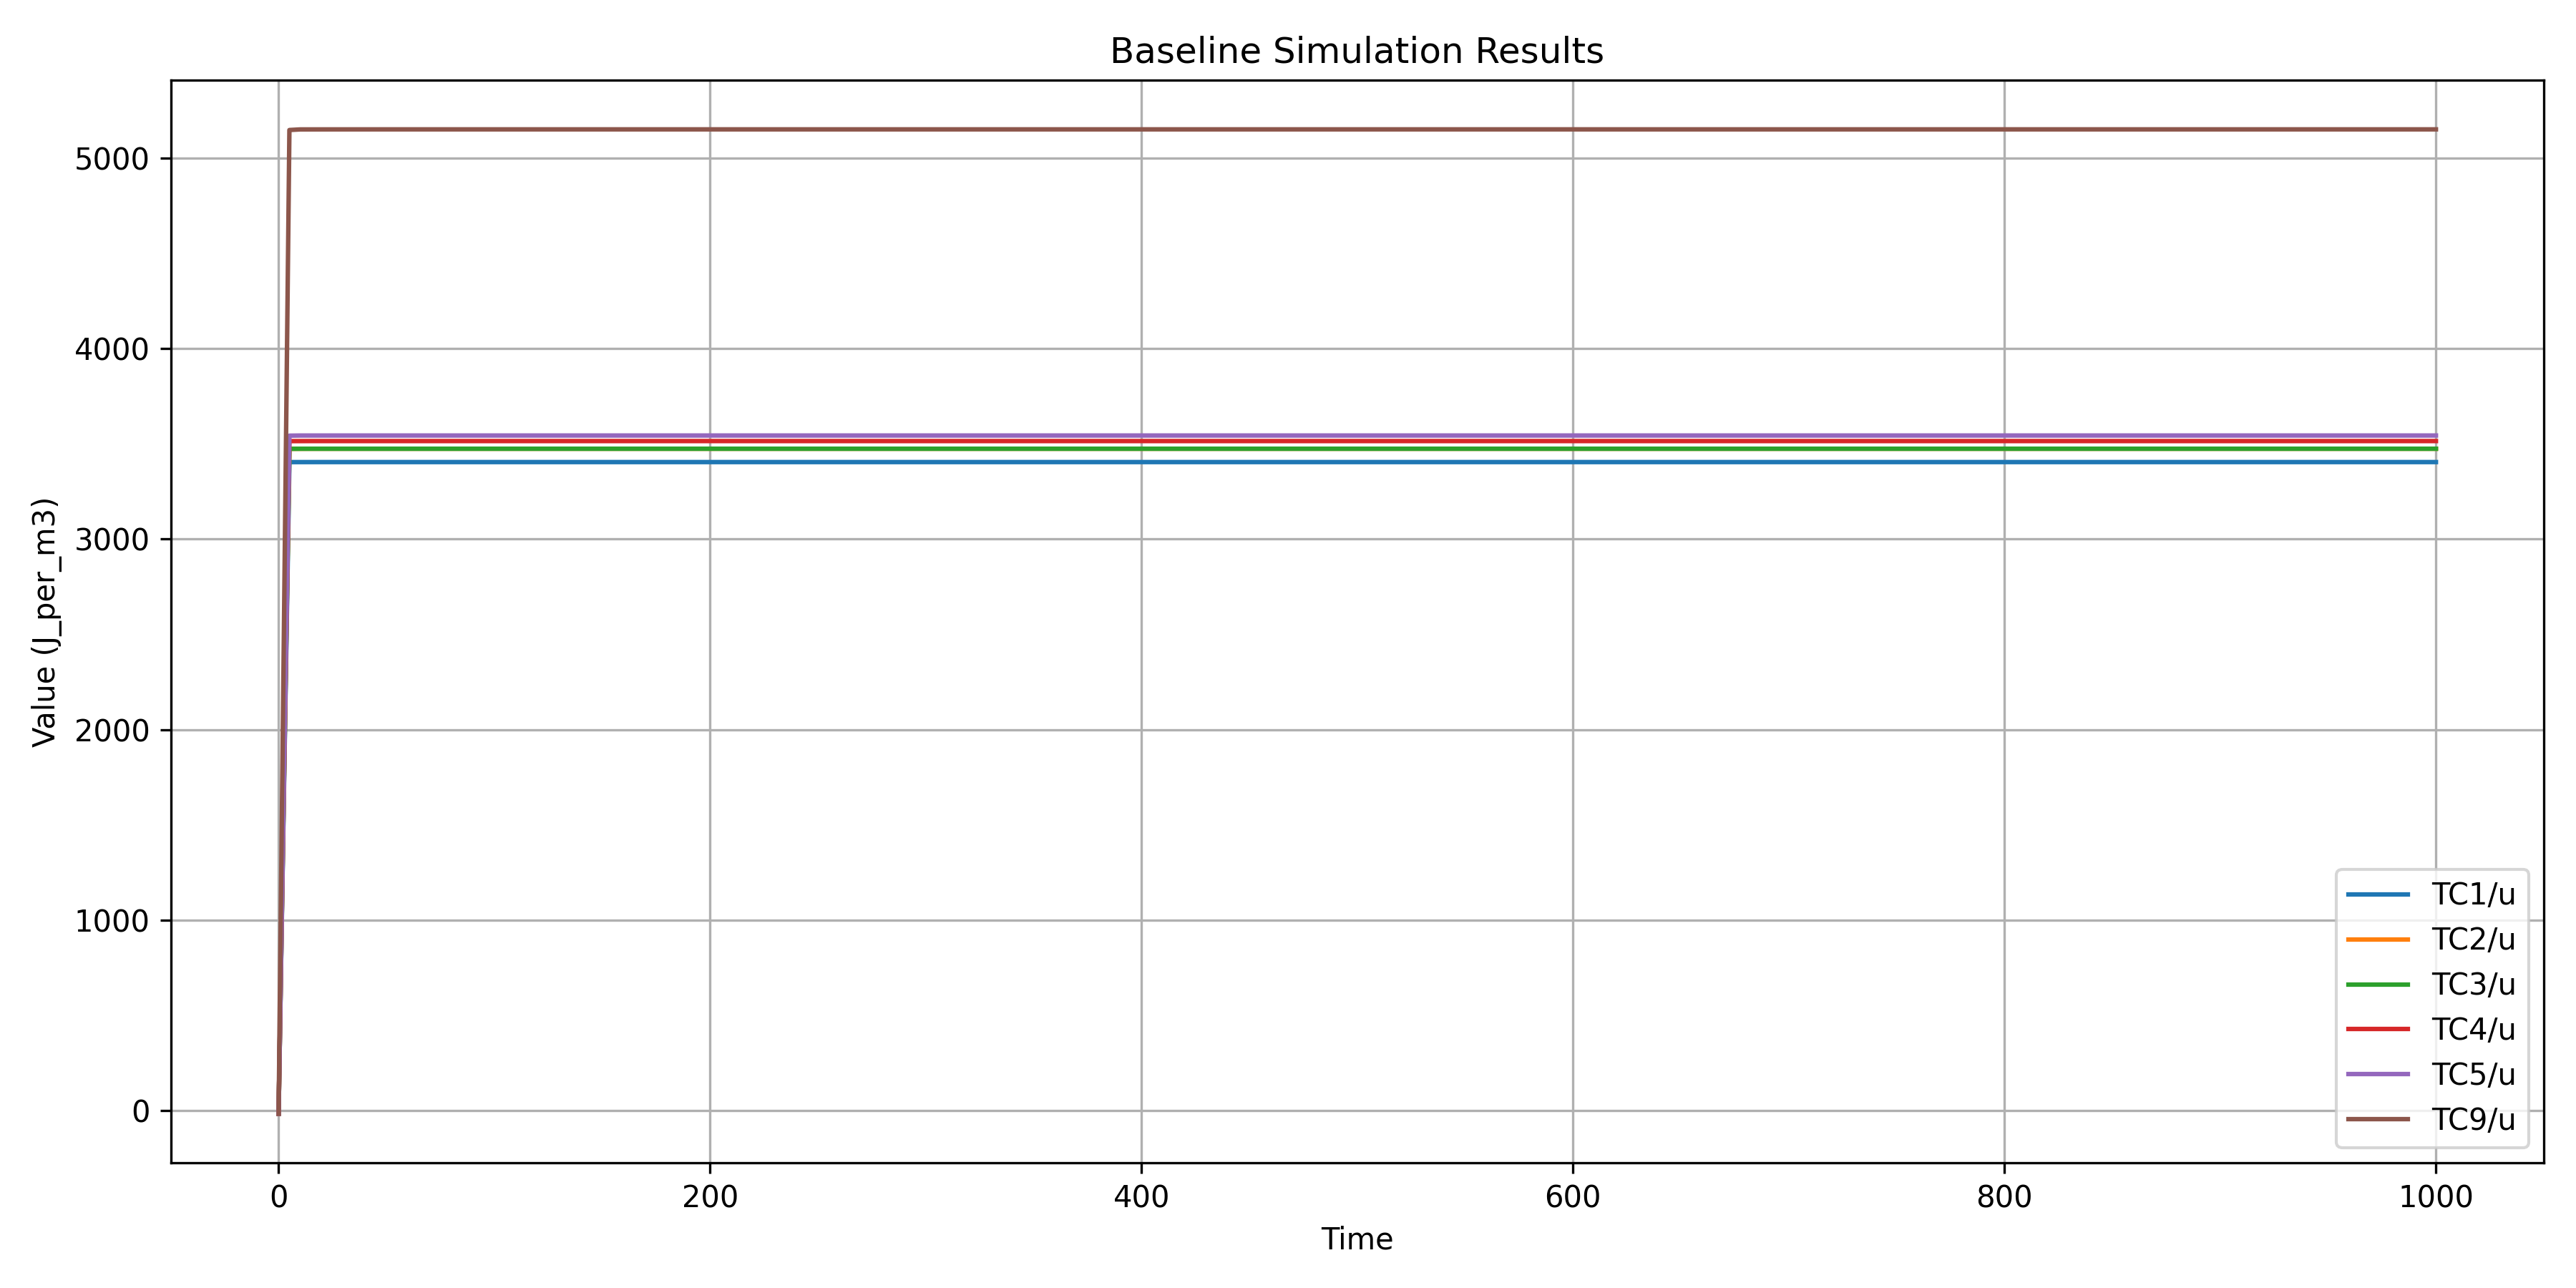 Baseline Simulation Results
Value (J_per_m3)
5000
4000
3000
2000
1000
0
0 200 400 600 800 1000
Time
TC1/u
TC2/u
TC3/u
TC4/u
TC5/u
TC9/u